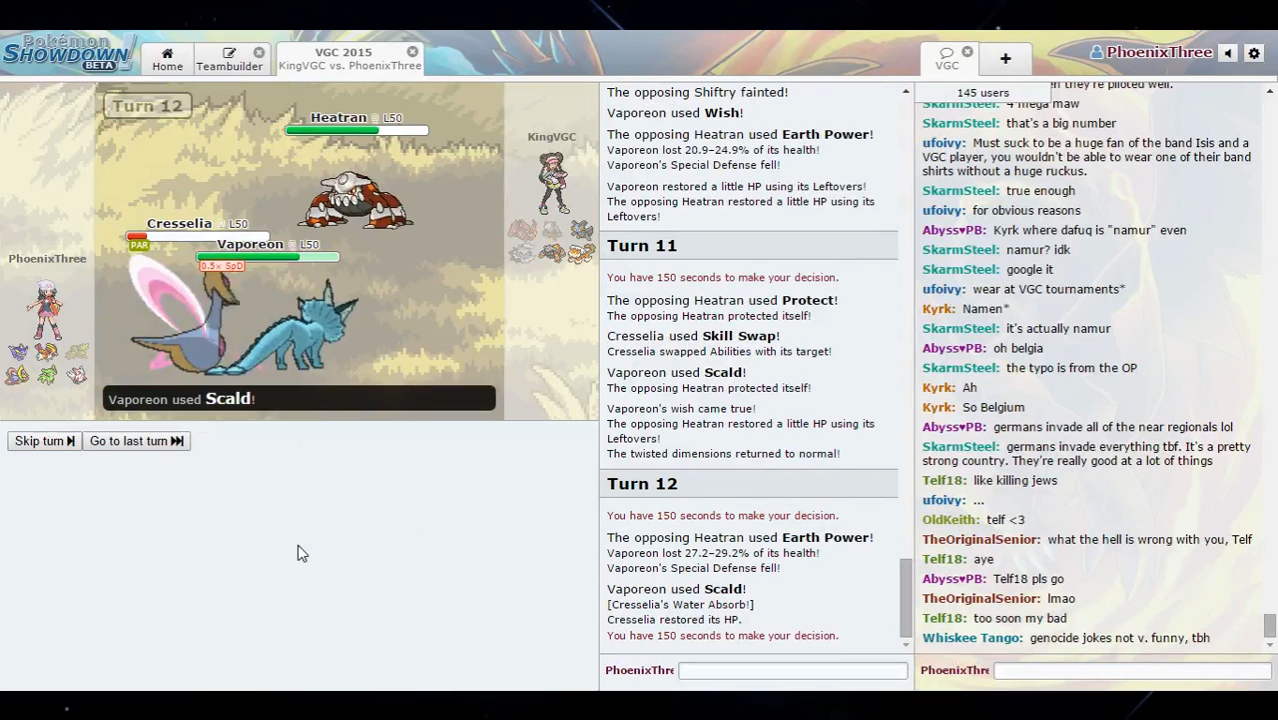 Pokémon
SHOWDOWN!
BETA
Home
Teambuilder
VGC 2015
KingVGC vs. PhoenixThree
VGC
+
PhoenixThree
Turn 12
Heatran L50
KingVGC
Cresselia L50
PAR
Vaporeon L50
0.5× SpD
PhoenixThree
Vaporeon used Scald!
Skip turn
Go to last turn
The opposing Shiftry fainted!
Vaporeon used Wish!
The opposing Heatran used Earth Power!
Vaporeon lost 20.9–24.9% of its health!
Vaporeon's Special Defense fell!
Vaporeon restored a little HP using its Leftovers!
The opposing Heatran restored a little HP using its
Leftovers!
Turn 11
You have 150 seconds to make your decision.
The opposing Heatran used Protect!
The opposing Heatran protected itself!
Cresselia used Skill Swap!
Cresselia swapped Abilities with its target!
Vaporeon used Scald!
The opposing Heatran protected itself!
Vaporeon's wish came true!
The opposing Heatran restored a little HP using its
Leftovers!
The twisted dimensions returned to normal!
Turn 12
You have 150 seconds to make your decision.
The opposing Heatran used Earth Power!
Vaporeon lost 27.2–29.2% of its health!
Vaporeon's Special Defense fell!
Vaporeon used Scald!
[Cresselia's Water Absorb!]
Cresselia restored its HP.
You have 150 seconds to make your decision.
PhoenixThre
145 users
they're piloted well.
SkarmSteel: 4 mega maw
SkarmSteel: that's a big number
ufoivy: Must suck to be a huge fan of the band Isis and a
VGC player, you wouldn't be able to wear one of their band
shirts without a huge ruckus.
SkarmSteel: true enough
ufoivy: for obvious reasons
Abyss♥PB: Kyrk where dafuq is "namur" even
SkarmSteel: namur? idk
SkarmSteel: google it
ufoivy: wear at VGC tournaments*
Kyrk: Namen*
SkarmSteel: it's actually namur
Abyss♥PB: oh belgia
SkarmSteel: the typo is from the OP
Kyrk: Ah
Kyrk: So Belgium
Abyss♥PB: germans invade all of the near regionals lol
SkarmSteel: germans invade everything tbf. It's a pretty
strong country. They're really good at a lot of things
Telf18: like killing jews
ufoivy: ...
OldKeith: telf <3
TheOriginalSenior: what the hell is wrong with you, Telf
Telf18: aye
Abyss♥PB: Telf18 pls go
TheOriginalSenior: lmao
Telf18: too soon my bad
Whiskee Tango: genocide jokes not v. funny, tbh
PhoenixThre